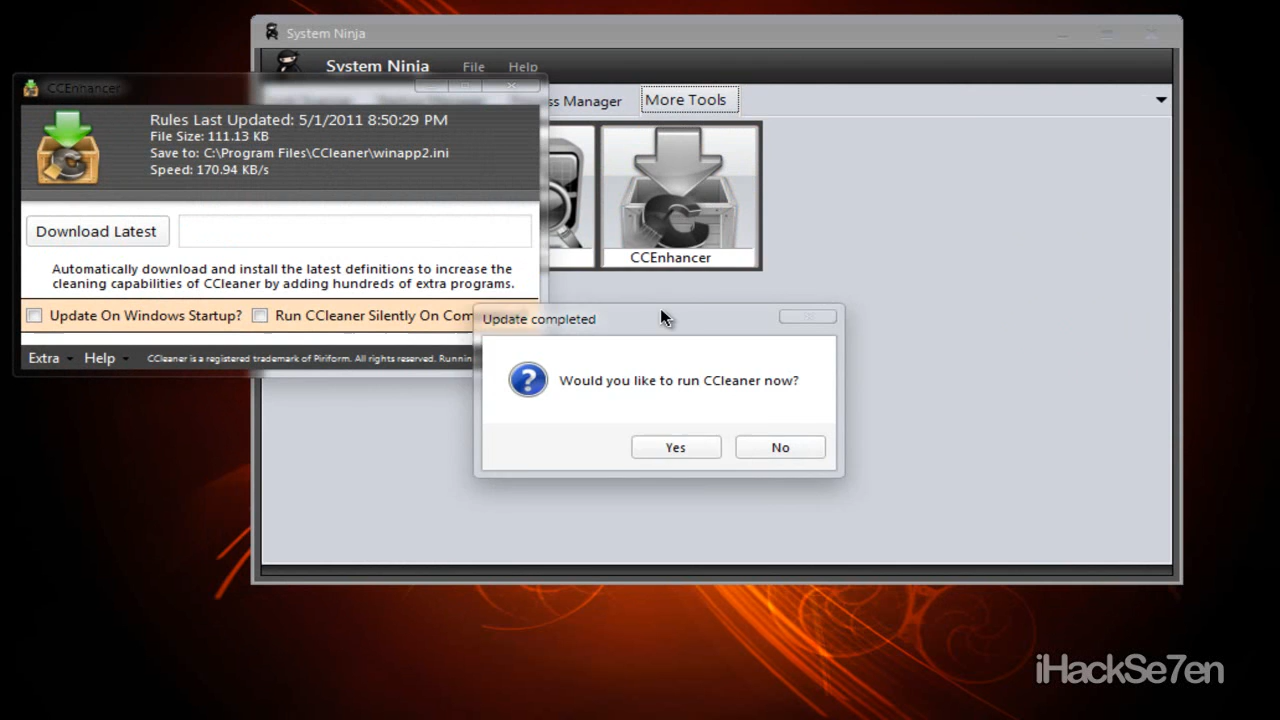 System Ninja
System Ninja File Help
CCEnhancer
ss Manager More Tools
Rules Last Updated: 5/1/2011 8:50:29 PM
File Size: 111.13 KB
Save to: C:\Program Files\CCleaner\winapp2.ini
Speed: 170.94 KB/s
Download Latest
Automatically download and install the latest definitions to increase the
cleaning capabilities of CCleaner by adding hundreds of extra programs.
Update On Windows Startup? Run CCleaner Silently On Com
Extra Help CCleaner is a registered trademark of Piriform. All rights reserved. Runnin
CCEnhancer
Update completed
Would you like to run CCleaner now?
Yes No
iHackSe7en